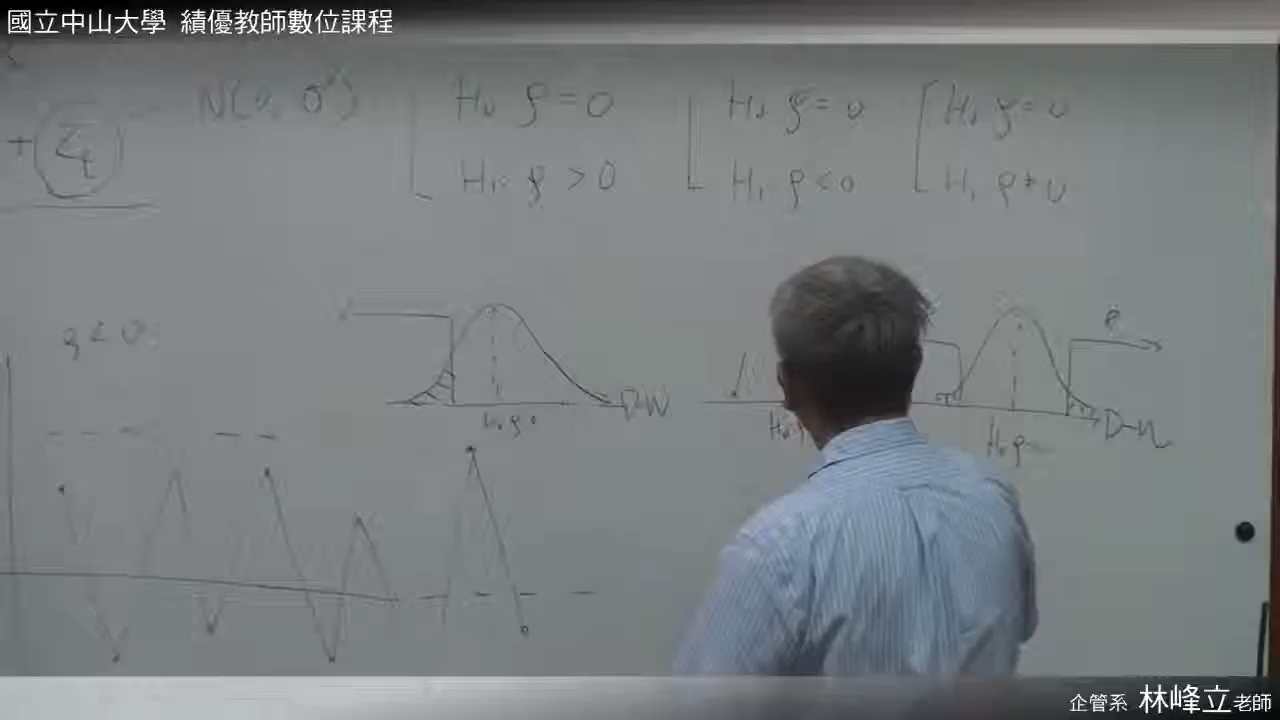 國立中山大學 績優教師數位課程
N(0, σ²)
+ Σt
H₀ ρ = 0
H₁: ρ > 0
H₀ ρ = 0
H₁ ρ < 0
H₀ ρ = 0
H₁ ρ ≠ 0
ρ < 0:
D-W
H₀ ρ 0
R
D-W
H₀ ρ =
企管系 林峰立老師